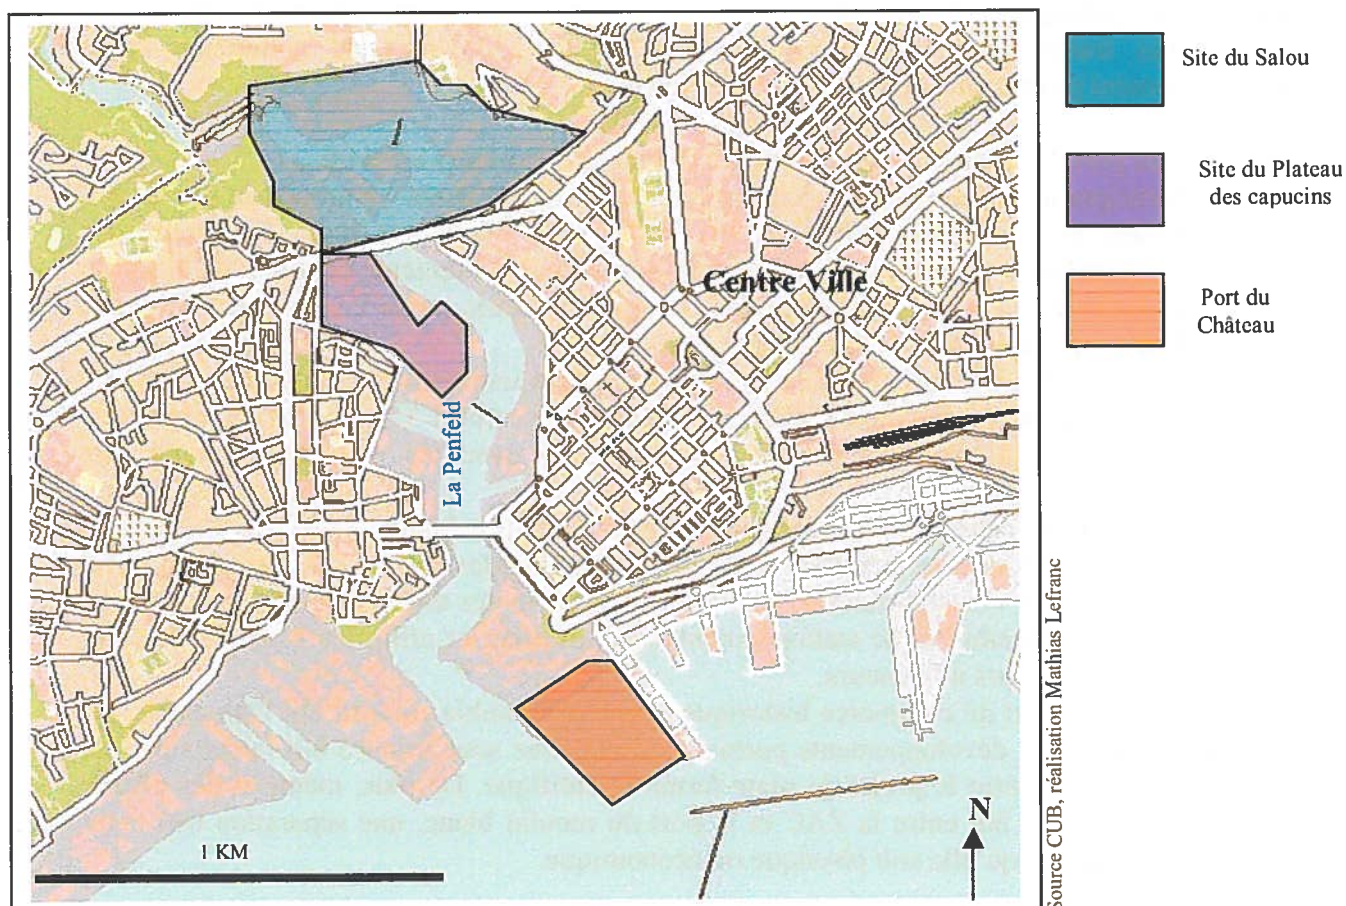 Site du Salou
Site du Plateau
des capucins
Port du
Château
Centre Ville
La Penfeld
1 KM
N
Source CUB, réalisation Mathias Lefranc